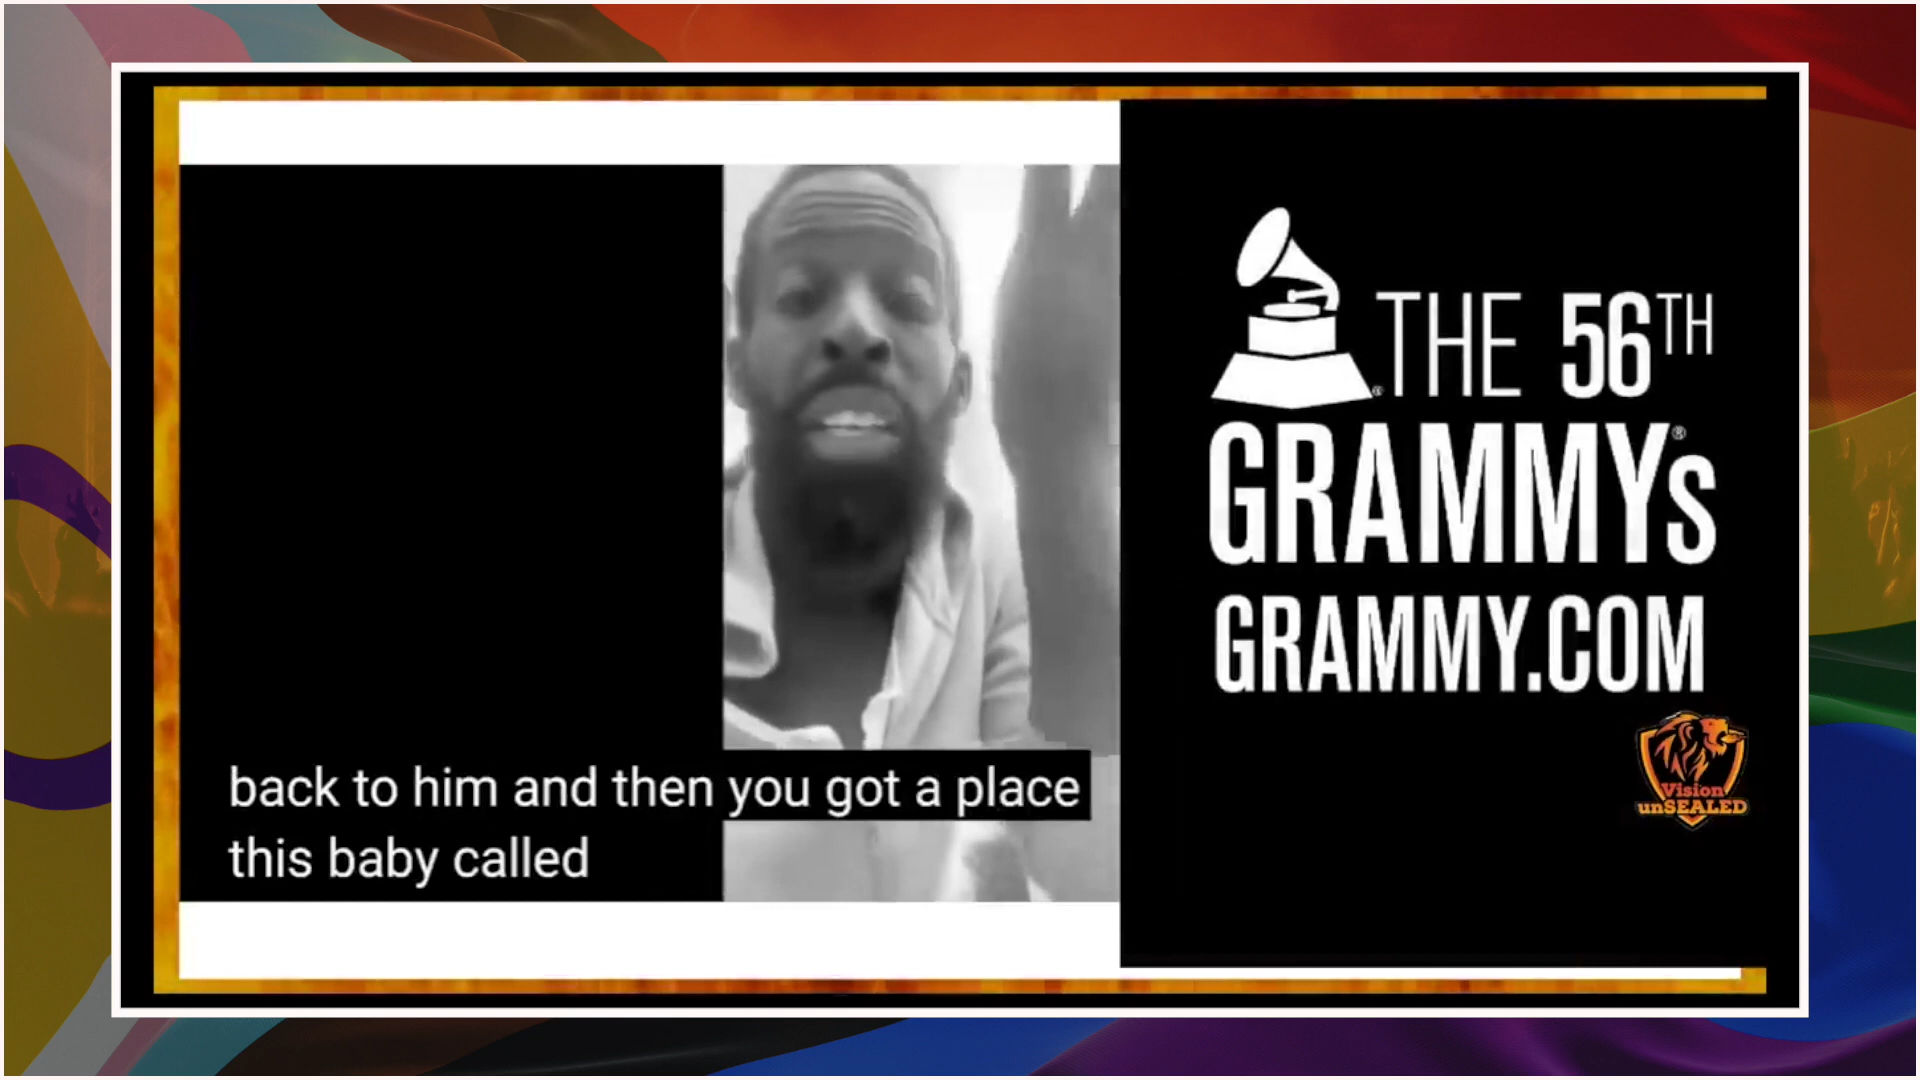 THE 56TH
GRAMMYs®
GRAMMY.COM
Vision
unSEALED
back to him and then you got a place
this baby called